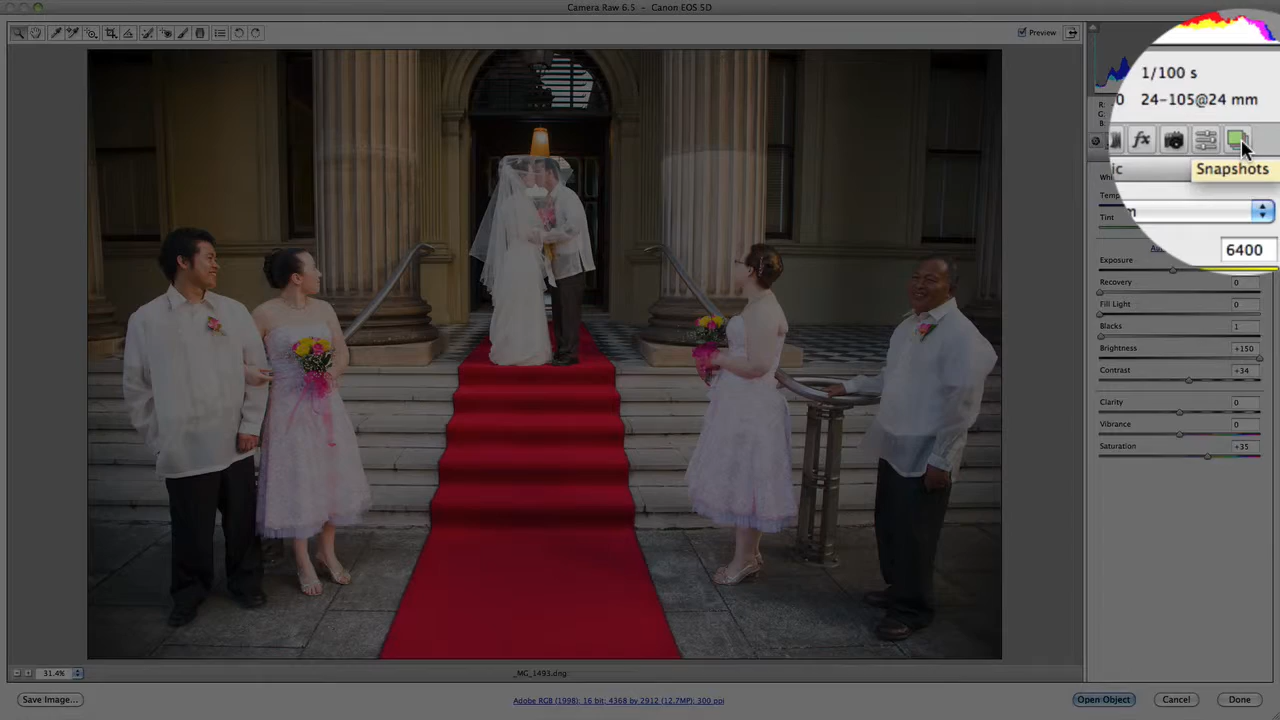 Camera Raw 6.5 - Canon EOS 5D
Preview
1/100 s
24-105@24 mm
R:
G:
B:
fx
Snapshots
Tint
6400
Exposure
Recovery 0
Fill Light 0
Blacks 1
Brightness +150
Contrast +34
Clarity 0
Vibrance 0
Saturation +35
31.4%
_MG_1493.dng
Save Image...
Adobe RGB (1998); 16 bit; 4368 by 2912 (12.7MP); 300 ppi
Open Object
Cancel
Done